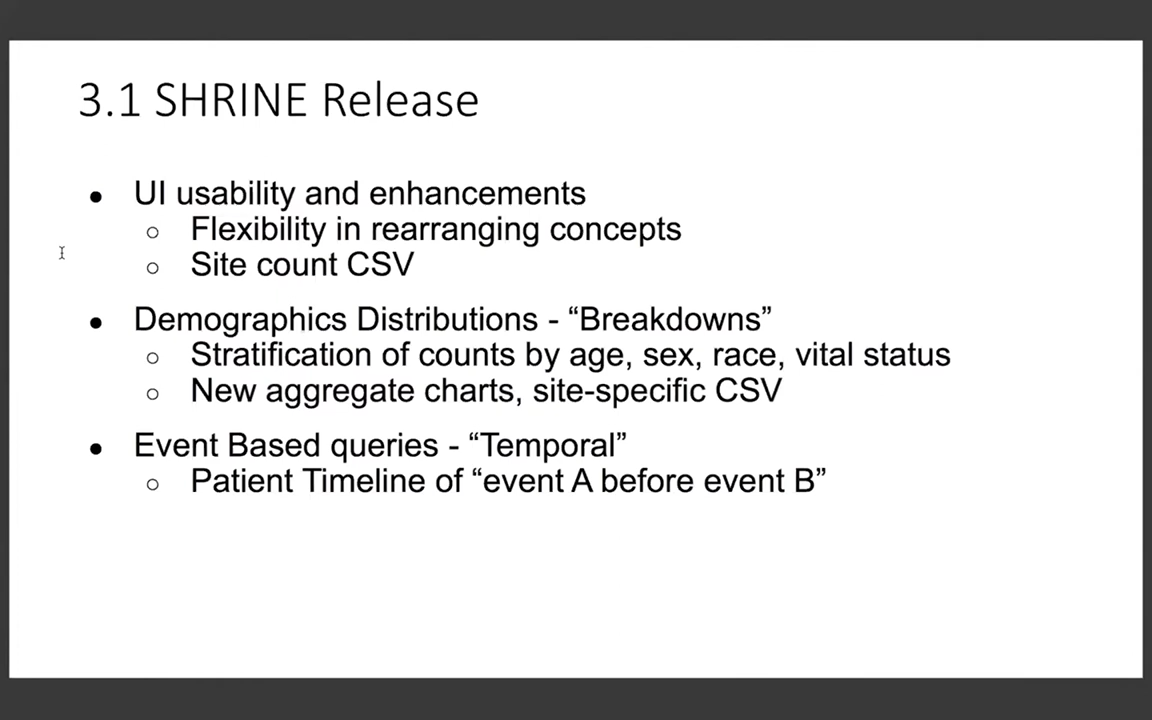 3.1 SHRINE Release
● UI usability and enhancements
○ Flexibility in rearranging concepts
○ Site count CSV
● Demographics Distributions - “Breakdowns”
○ Stratification of counts by age, sex, race, vital status
○ New aggregate charts, site-specific CSV
● Event Based queries - “Temporal”
○ Patient Timeline of “event A before event B”